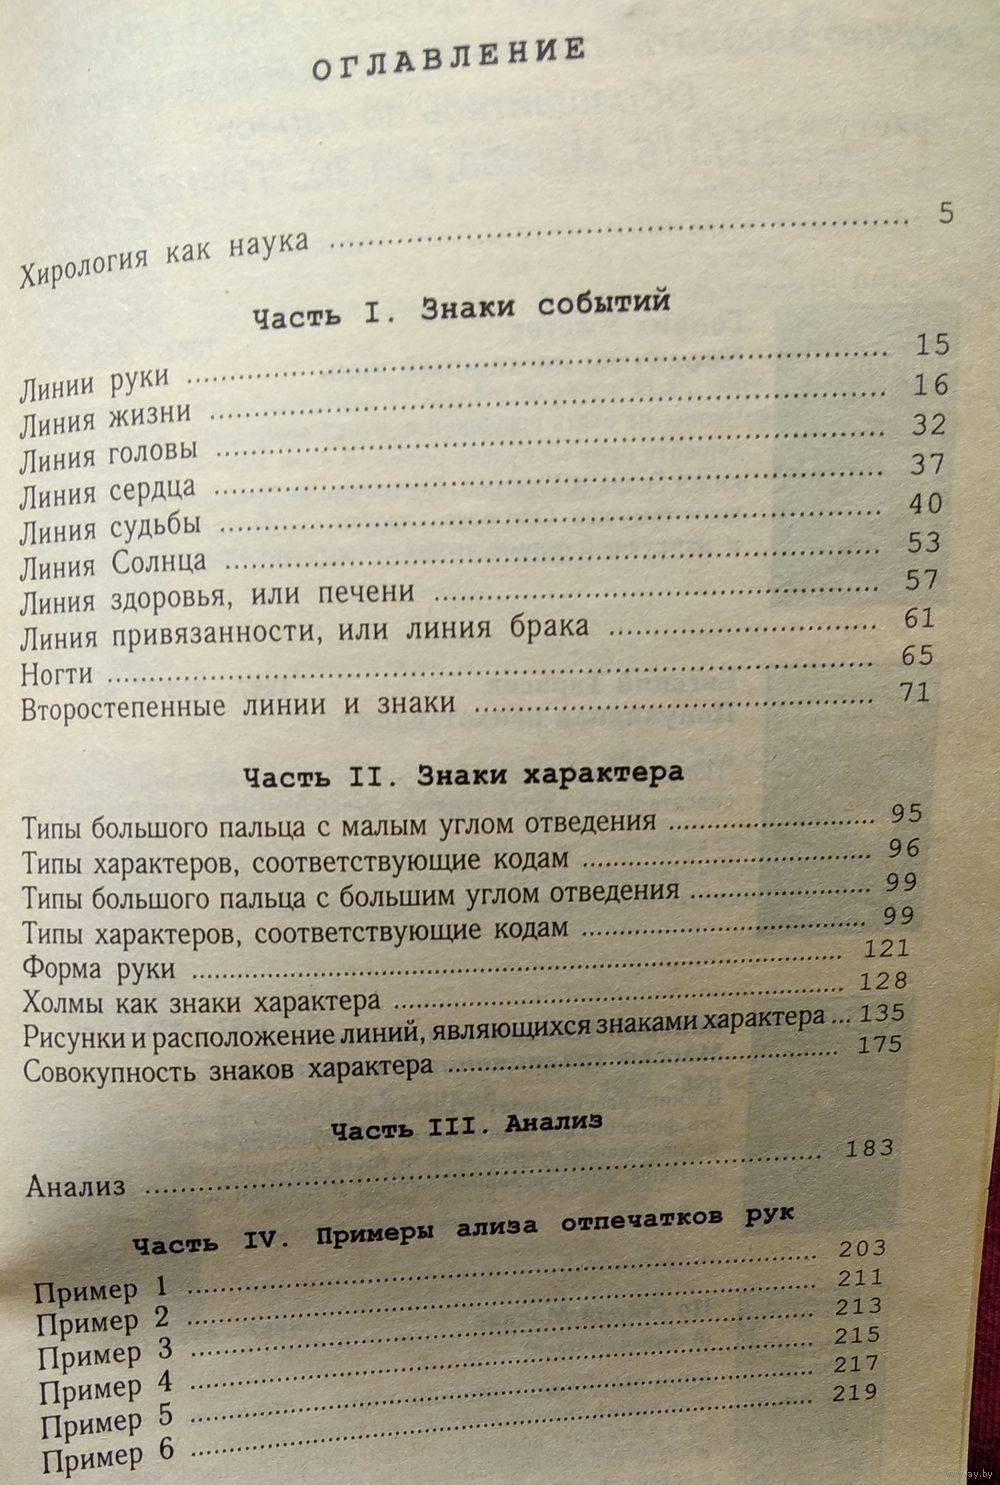 ОГЛАВЛЕНИЕ
Хирология как наука ........ 5
Часть I. Знаки событий
Линии руки ........ 15
Линия жизни ........ 16
Линия головы ........ 32
Линия сердца ........ 37
Линия судьбы ........ 40
Линия Солнца ........ 53
Линия здоровья, или печени ........ 57
Линия привязанности, или линия брака ........ 61
Ногти ........ 65
Второстепенные линии и знаки ........ 71
Часть II. Знаки характера
Типы большого пальца с малым углом отведения ........ 95
Типы характеров, соответствующие кодам ........ 96
Типы большого пальца с большим углом отведения ........ 99
Типы характеров, соответствующие кодам ........ 99
Форма руки ........ 121
Холмы как знаки характера ........ 128
Рисунки и расположение линий, являющихся знаками характера ... 135
Совокупность знаков характера ........ 175
Часть III. Анализ
Анализ ........ 183
Часть IV. Примеры ализа отпечатков рук
Пример 1 ........ 203
Пример 2 ........ 211
Пример 3 ........ 213
Пример 4 ........ 215
Пример 5 ........ 217
Пример 6 ........ 219